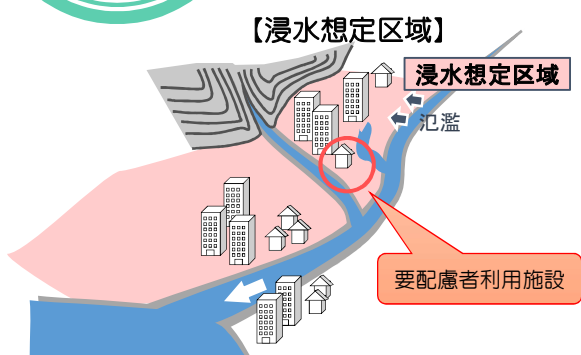 【浸水想定区域】
浸水想定区域
氾濫
要配慮者利用施設